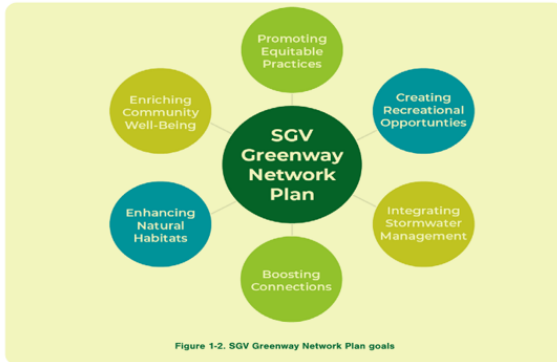 Promoting
Equitable
Practices
Enriching
Community
Well-Being
Creating
Recreational
Opportunties
SGV
Greenway
Network
Plan
Enhancing
Natural
Habitats
Integrating
Stormwater
Management
Boosting
Connections
Figure 1-2. SGV Greenway Network Plan goals